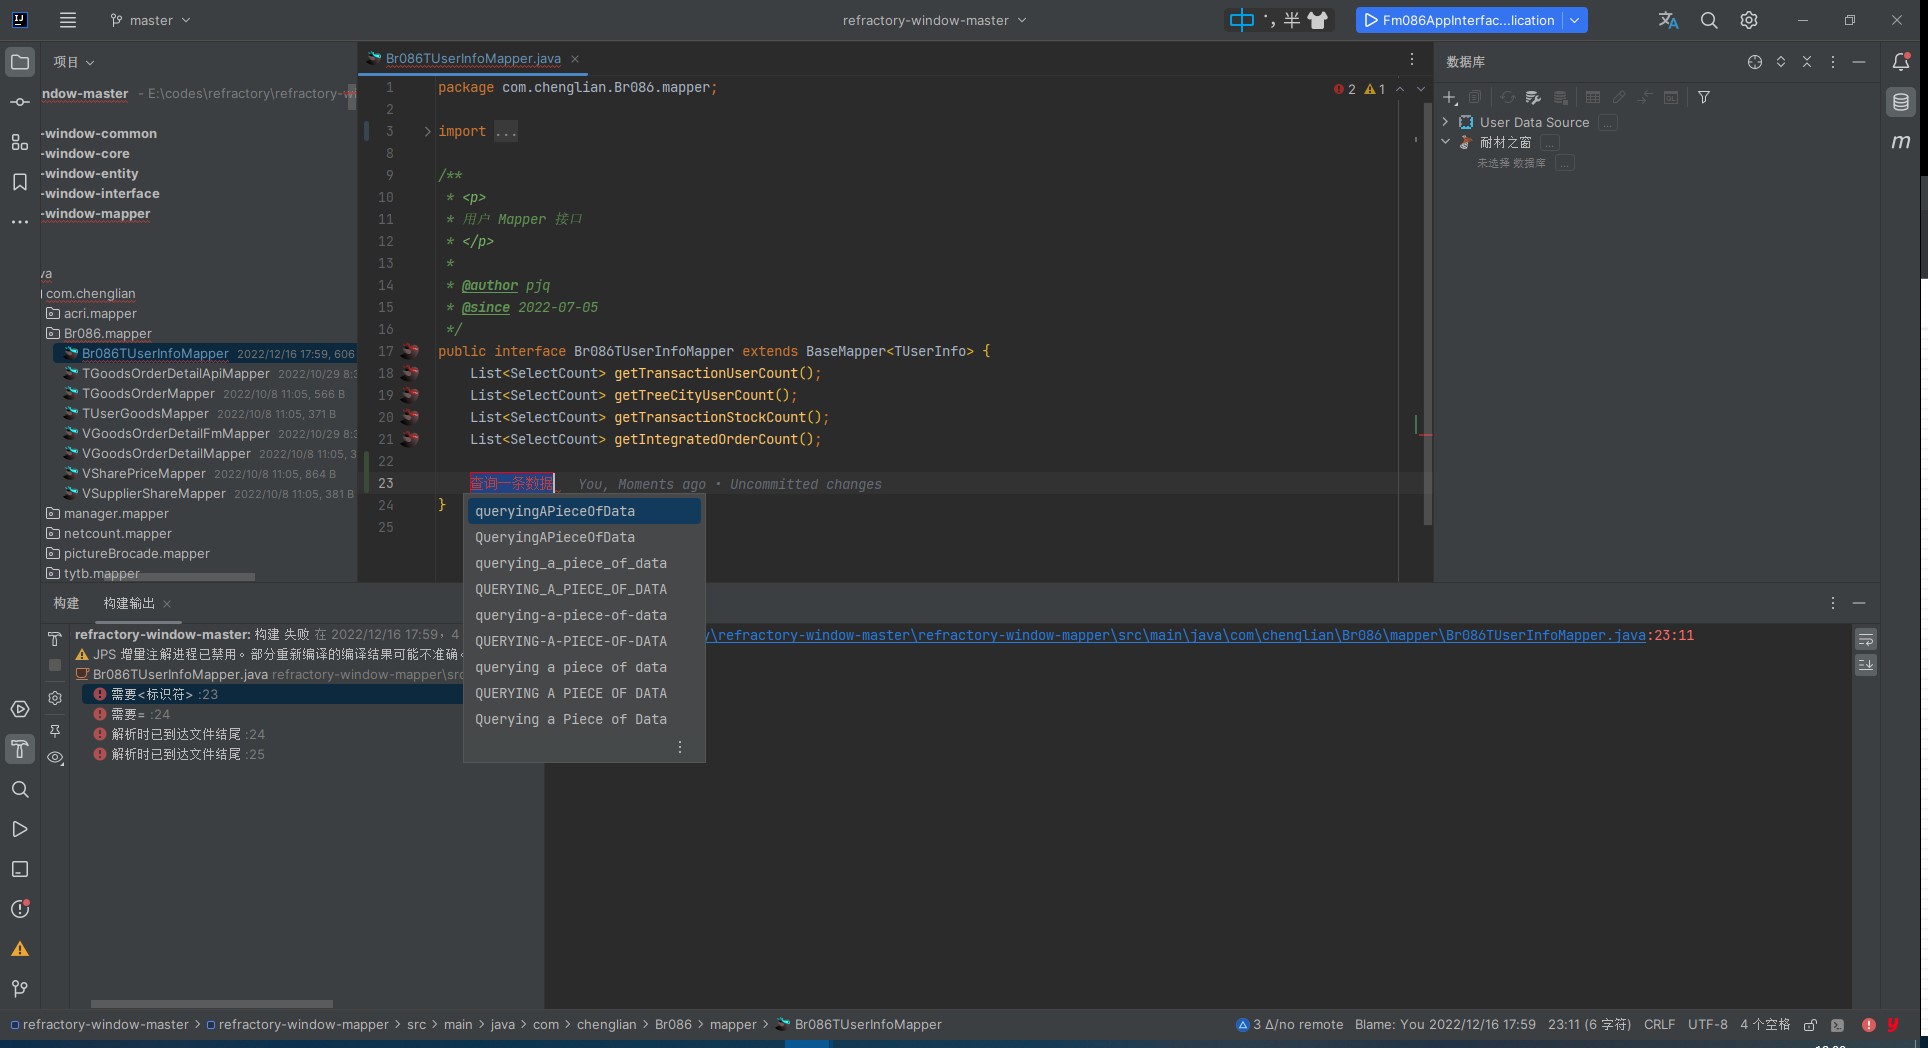 master
refractory-window-master
半
Fm086AppInterfac...lication
项目
Br086TUserInfoMapper.java
数据库
ndow-master - E:\codes\refractory\refractory-wi
-window-common
-window-core
-window-entity
-window-interface
-window-mapper
va
com.chenglian
acri.mapper
Br086.mapper
Br086TUserInfoMapper 2022/12/16 17:59, 606
TGoodsOrderDetailApiMapper 2022/10/29 8:3
TGoodsOrderMapper 2022/10/8 11:05, 566 B
TUserGoodsMapper 2022/10/8 11:05, 371 B
VGoodsOrderDetailFmMapper 2022/10/29 8:3
VGoodsOrderDetailMapper 2022/10/8 11:05, 3
VSharePriceMapper 2022/10/8 11:05, 864 B
VSupplierShareMapper 2022/10/8 11:05, 381 B
manager.mapper
netcount.mapper
pictureBrocade.mapper
tytb.mapper
1 package com.chenglian.Br086.mapper;
2 1
2
3 import ...
8
9 /**
10 * <p>
11 * 用户 Mapper 接口
12 * </p>
13 *
14 * @author pjq
15 * @since 2022-07-05
16 */
17 public interface Br086TUserInfoMapper extends BaseMapper<TUserInfo> {
18 List<SelectCount> getTransactionUserCount();
19 List<SelectCount> getTreeCityUserCount();
20 List<SelectCount> getTransactionStockCount();
21 List<SelectCount> getIntegratedOrderCount();
22
23 查询一条数据 You, Moments ago • Uncommitted changes
24 }
25
queryingAPieceOfData
QueryingAPieceOfData
querying_a_piece_of_data
QUERYING_A_PIECE_OF_DATA
querying-a-piece-of-data
QUERYING-A-PIECE-OF-DATA
querying a piece of data
QUERYING A PIECE OF DATA
Querying a Piece of Data
User Data Source ...
耐材之窗 ...
未选择 数据库 ...
m
构建 构建输出
refractory-window-master: 构建 失败 在 2022/12/16 17:59，4
JPS 增量注解进程已禁用。部分重新编译的编译结果可能不准确。
Br086TUserInfoMapper.java refractory-window-mapper\src
需要<标识符> :23
需要= :24
解析时已到达文件结尾 :24
解析时已到达文件结尾 :25
y\refractory-window-master\refractory-window-mapper\src\main\java\com\chenglian\Br086\mapper\Br086TUserInfoMapper.java:23:11
refractory-window-master > refractory-window-mapper > src > main > java > com > chenglian > Br086 > mapper > Br086TUserInfoMapper
3 Δ/no remote Blame: You 2022/12/16 17:59 23:11 (6 字符) CRLF UTF-8 4 个空格